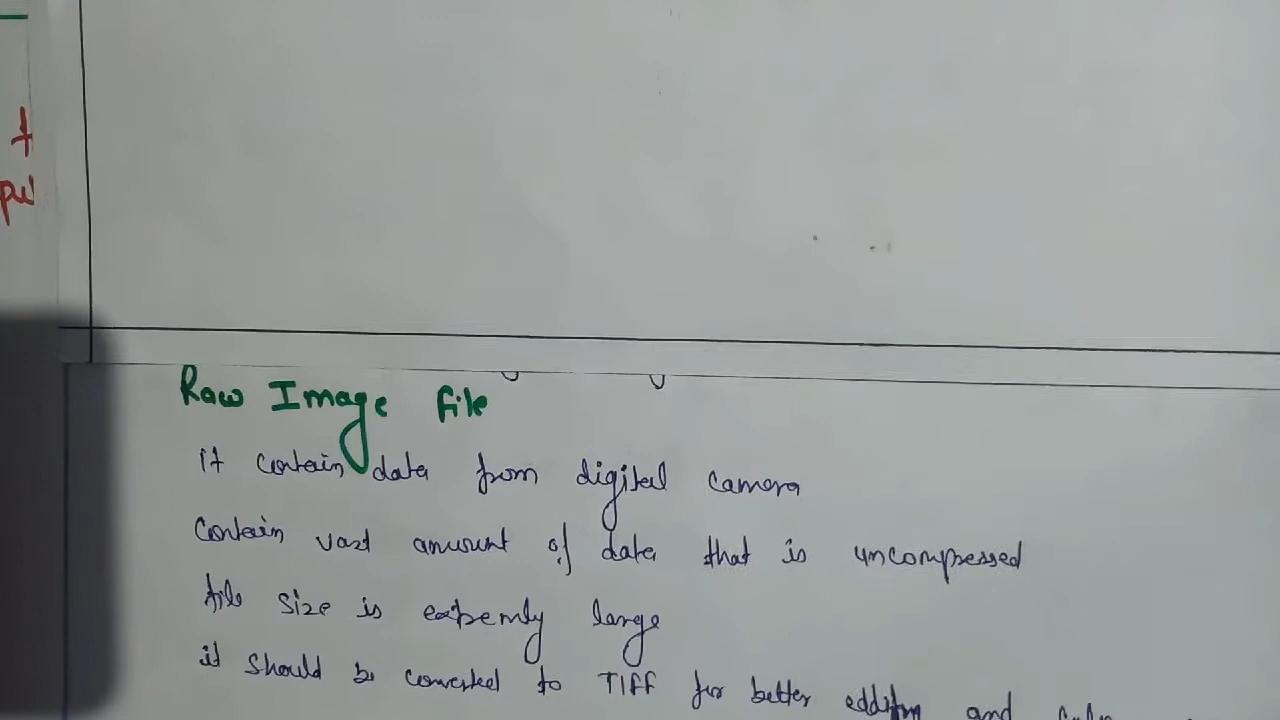 Raw Image file
it contain data from digital camera
Contain vast amount of data that is uncompressed
file size is extremly large
it should be converted to TIFF for better and